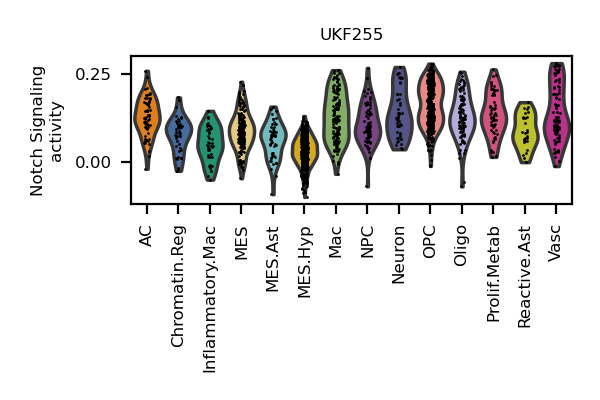 UKF255
Notch Signaling
activity
0.25
0.00
AC
Chromatin.Reg
Inflammatory.Mac
MES
MES.Ast
MES.Hyp
Mac
NPC
Neuron
OPC
Oligo
Prolif.Metab
Reactive.Ast
Vasc